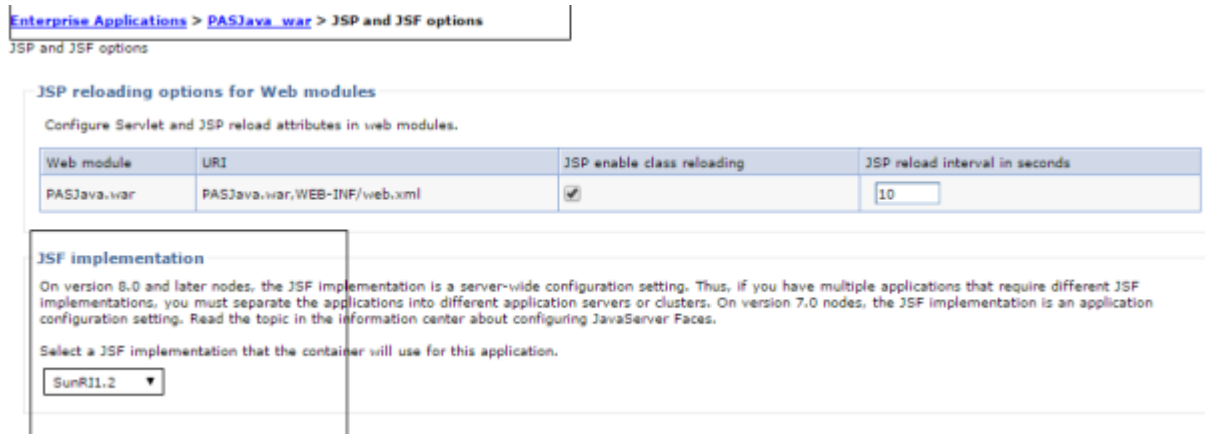 Enterprise Applications > PASJava_war > JSP and JSF options
JSP and JSF options
JSP reloading options for Web modules
Configure Servlet and JSP reload attributes in web modules.
Web module URI JSP enable class reloading JSP reload interval in seconds
PASJava.war PASJava.war,WEB-INF/web.xml 10
JSF implementation
On version 8.0 and later nodes, the JSF implementation is a server-wide configuration setting. Thus, if you have multiple applications that require different JSF
implementations, you must separate the applications into different application servers or clusters. On version 7.0 nodes, the JSF implementation is an application
configuration setting. Read the topic in the information center about configuring JavaServer Faces.
Select a JSF implementation that the container will use for this application.
SunRI1.2